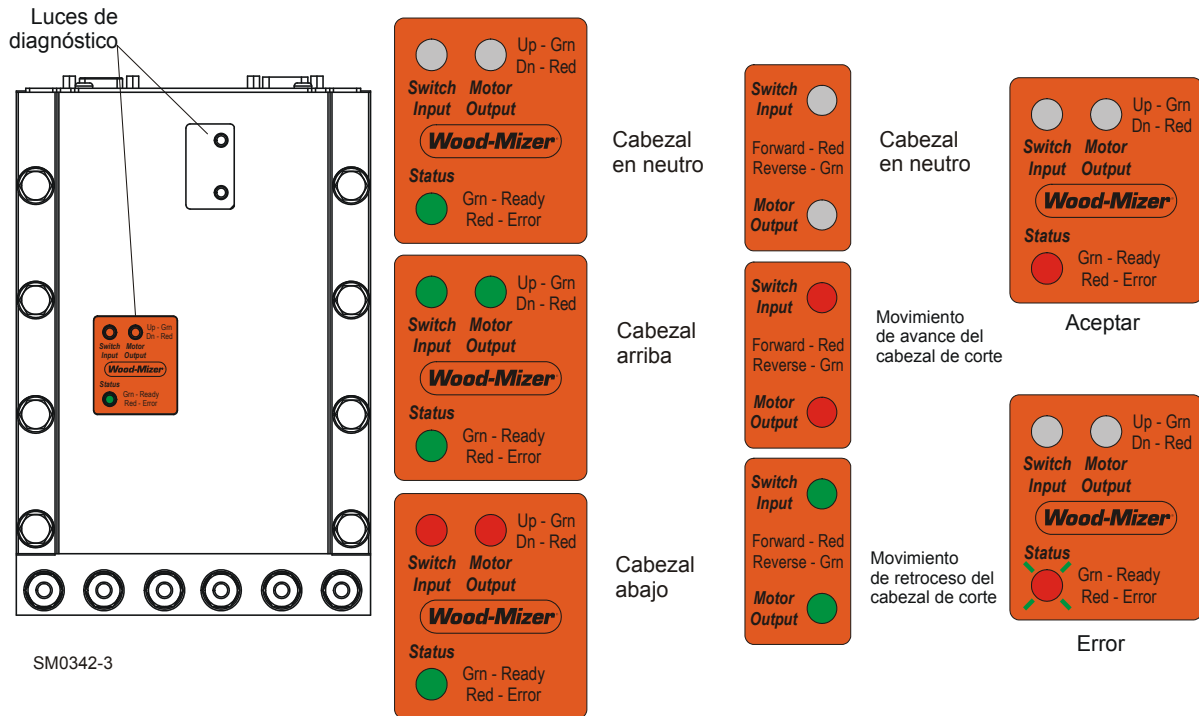 Luces de
diagnóstico
Up - Grn
Dn - Red
Switch Motor
Input Output
Wood-Mizer
Status
Grn - Ready
Red - Error
SM0342-3
Up - Grn
Dn - Red
Switch Motor
Input Output
Wood-Mizer
Status
Grn - Ready
Red - Error
Cabezal
en neutro
Up - Grn
Dn - Red
Switch Motor
Input Output
Wood-Mizer
Status
Grn - Ready
Red - Error
Cabezal
arriba
Up - Grn
Dn - Red
Switch Motor
Input Output
Wood-Mizer
Status
Grn - Ready
Red - Error
Cabezal
abajo
Switch
Input
Forward - Red
Reverse - Grn
Motor
Output
Cabezal
en neutro
Switch
Input
Forward - Red
Reverse - Grn
Motor
Output
Movimiento
de avance del
cabezal de corte
Switch
Input
Forward - Red
Reverse - Grn
Motor
Output
Movimiento
de retroceso del
cabezal de corte
Up - Grn
Dn - Red
Switch Motor
Input Output
Wood-Mizer
Status
Grn - Ready
Red - Error
Aceptar
Up - Grn
Dn - Red
Switch Motor
Input Output
Wood-Mizer
Status
Grn - Ready
Red - Error
Error